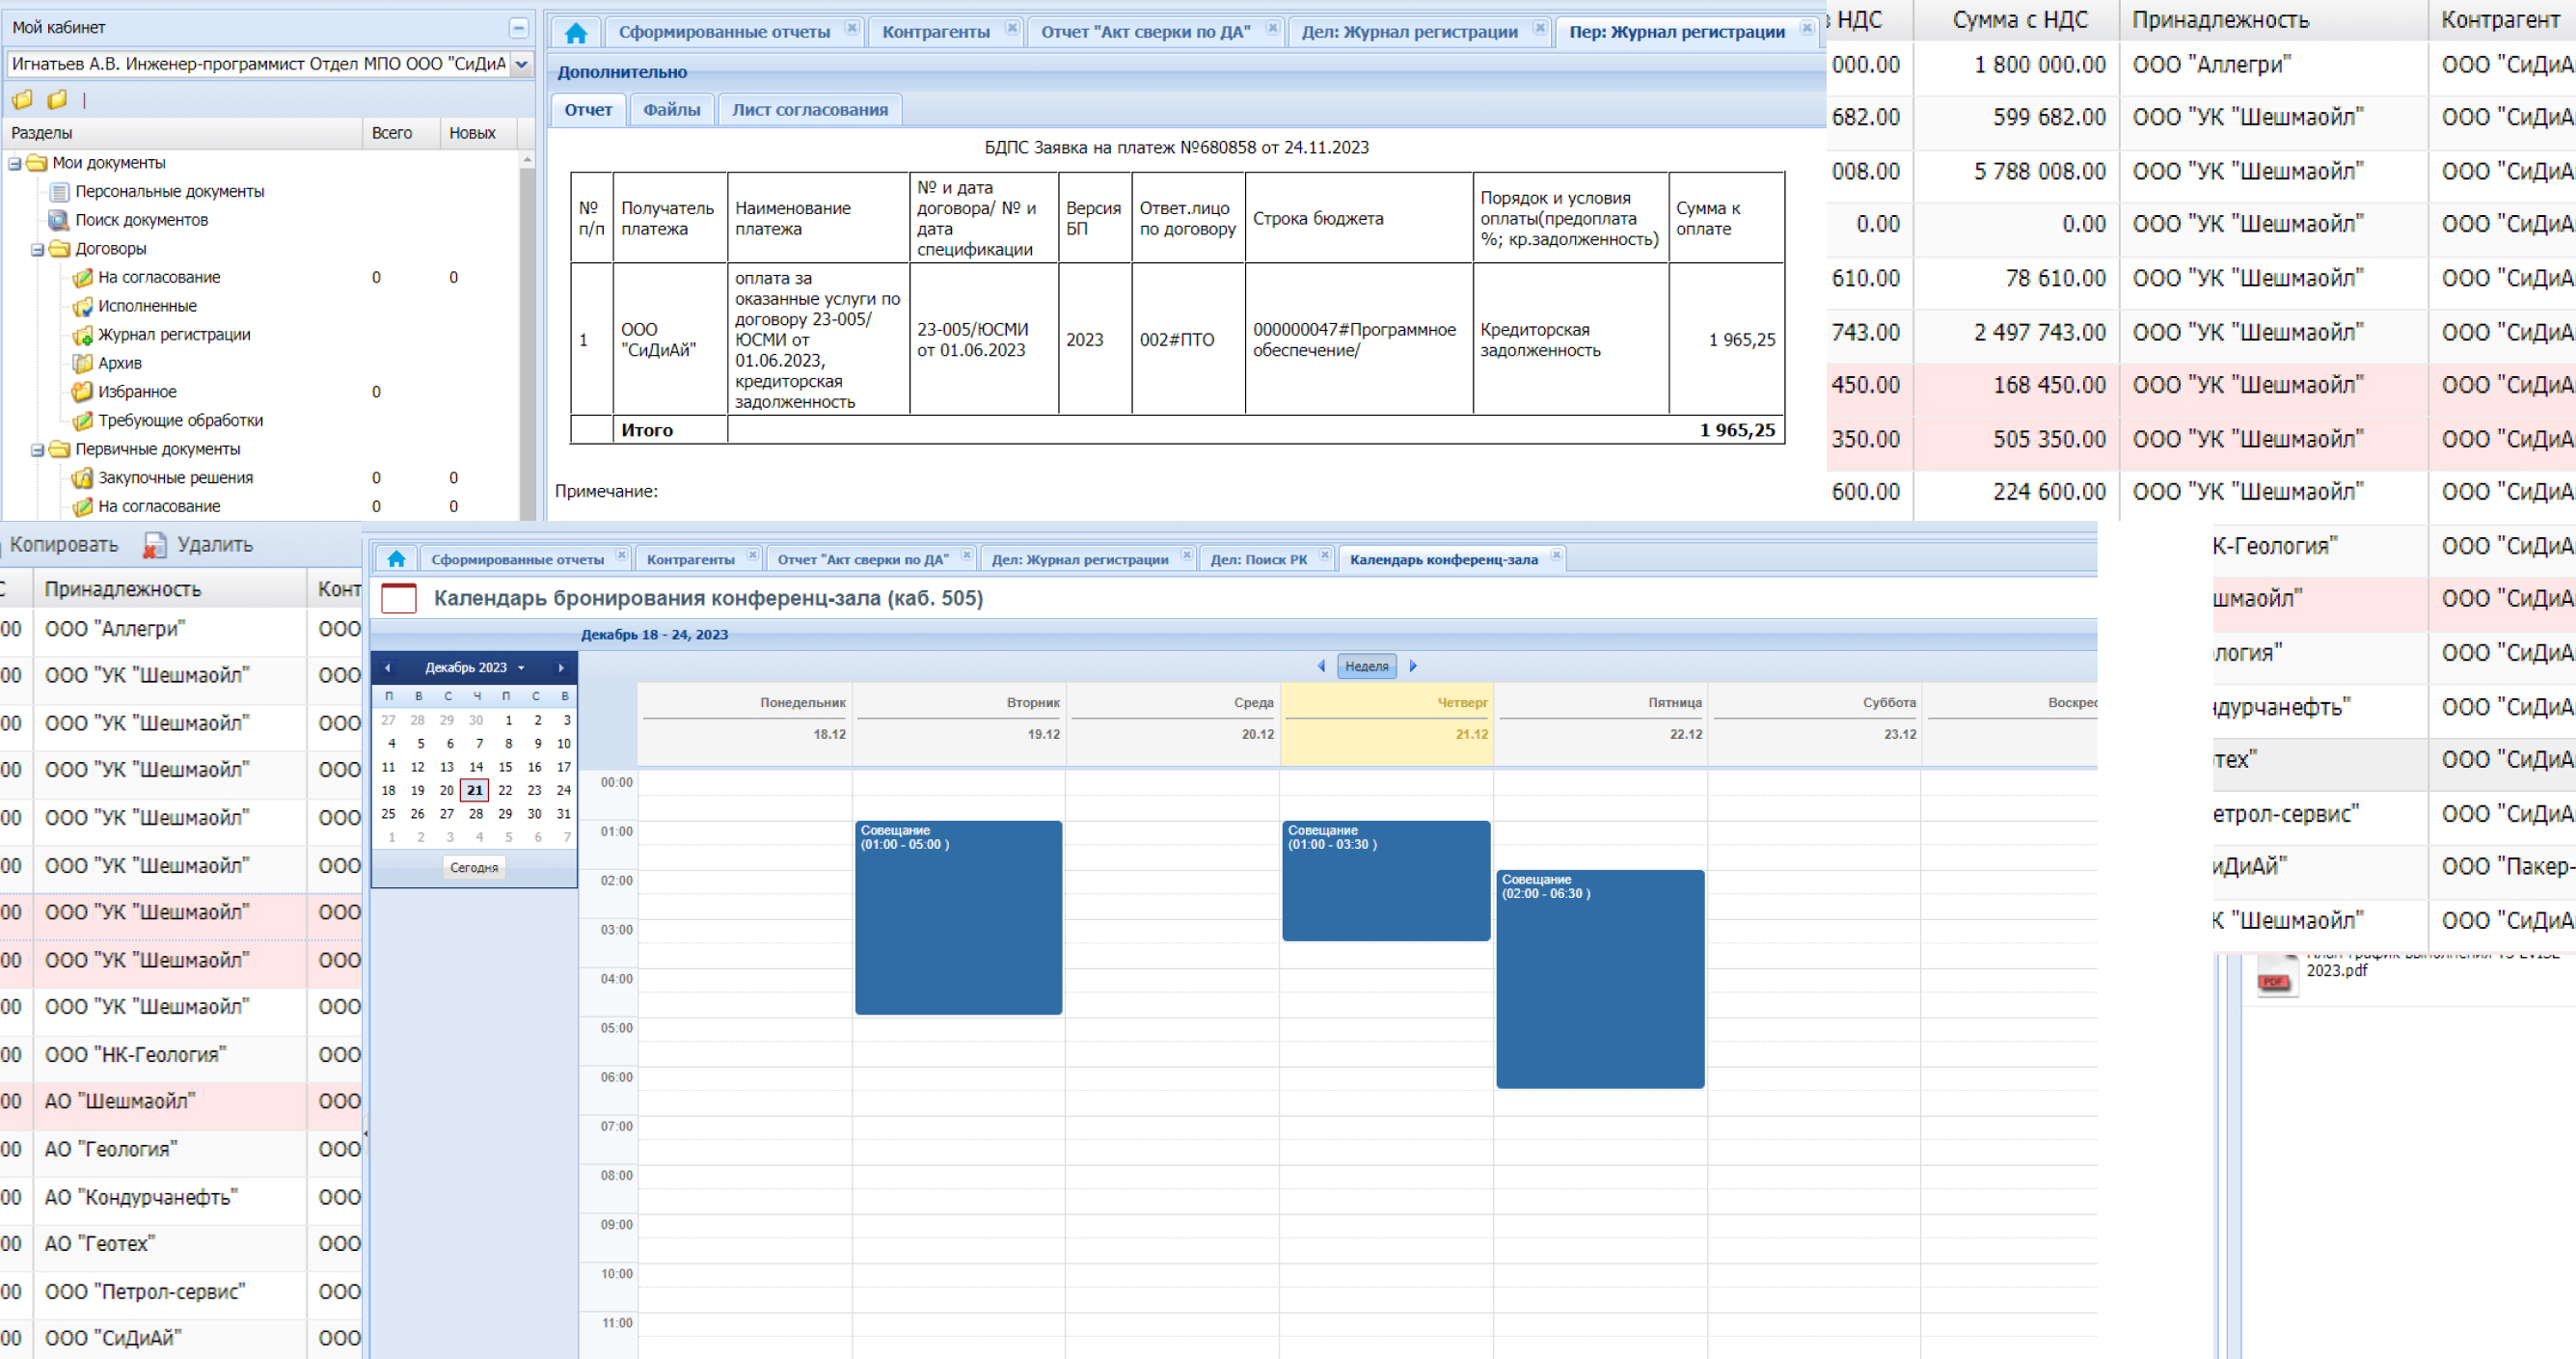 Мой кабинет
Игнатьев А.В. Инженер-программист Отдел МПО ООО "СиДиА
Разделы Всего Новых
Мои документы
Персональные документы
Поиск документов
Договоры
На согласование 0 0
Исполненные
Журнал регистрации
Архив
Избранное 0
Требующие обработки
Первичные документы
Закупочные решения 0 0
На согласование 0 0
Сформированные отчеты Контрагенты Отчет "Акт сверки по ДА" Дел: Журнал регистрации Пер: Журнал регистрации
Дополнительно
Отчет Файлы Лист согласования
БДПС Заявка на платеж №680858 от 24.11.2023
№ п/п
Получатель платежа
Наименование платежа
№ и дата договора/ № и дата спецификации
Версия БП
Ответ.лицо по договору
Строка бюджета
Порядок и условия оплаты(предоплата %; кр.задолженность)
Сумма к оплате
1
ООО "СиДиАй"
оплата за оказанные услуги по договору 23-005/ЮСМИ от 01.06.2023, кредиторская задолженность
23-005/ЮСМИ от 01.06.2023
2023
002#ПТО
000000047#Программное обеспечение/
Кредиторская задолженность
1 965,25
Итого 1 965,25
Примечание:
НДС Сумма с НДС Принадлежность Контрагент
000.00 1 800 000.00 ООО "Аллегри" ООО "СиДиА
682.00 599 682.00 ООО "УК "Шешмаойл" ООО "СиДиА
008.00 5 788 008.00 ООО "УК "Шешмаойл" ООО "СиДиА
0.00 0.00 ООО "УК "Шешмаойл" ООО "СиДиА
610.00 78 610.00 ООО "УК "Шешмаойл" ООО "СиДиА
743.00 2 497 743.00 ООО "УК "Шешмаойл" ООО "СиДиА
450.00 168 450.00 ООО "УК "Шешмаойл" ООО "СиДиА
350.00 505 350.00 ООО "УК "Шешмаойл" ООО "СиДиА
600.00 224 600.00 ООО "УК "Шешмаойл" ООО "СиДиА
К-Геология" ООО "СиДиА
шмаойл" ООО "СиДиА
логия" ООО "СиДиА
ндурчанефть" ООО "СиДиА
тех" ООО "СиДиА
етрол-сервис" ООО "СиДиА
иДиАй" ООО "Пакер-
К "Шешмаойл" ООО "СиДиА
2023.pdf
PDF
Копировать Удалить
С Принадлежность Конт
00 ООО "Аллегри" ООО
00 ООО "УК "Шешмаойл" ООО
00 ООО "УК "Шешмаойл" ООО
00 ООО "УК "Шешмаойл" ООО
00 ООО "УК "Шешмаойл" ООО
00 ООО "УК "Шешмаойл" ООО
00 ООО "УК "Шешмаойл" ООО
00 ООО "УК "Шешмаойл" ООО
00 ООО "УК "Шешмаойл" ООО
00 ООО "НК-Геология" ООО
00 АО "Шешмаойл" ООО
00 АО "Геология" ООО
00 АО "Кондурчанефть" ООО
00 АО "Геотех" ООО
00 ООО "Петрол-сервис" ООО
00 ООО "СиДиАй" ООО
Сформированные отчеты Контрагенты Отчет "Акт сверки по ДА" Дел: Журнал регистрации Дел: Поиск РК Календарь конференц-зала
Календарь бронирования конференц-зала (каб. 505)
Декабрь 18 - 24, 2023
Декабрь 2023
П В С Ч П С В
27 28 29 30 1 2 3
4 5 6 7 8 9 10
11 12 13 14 15 16 17
18 19 20 21 22 23 24
25 26 27 28 29 30 31
1 2 3 4 5 6 7
Сегодня
Неделя
Понедельник Вторник Среда Четверг Пятница Суббота Воскрес
18.12 19.12 20.12 21.12 22.12 23.12
00:00
01:00
02:00
03:00
04:00
05:00
06:00
07:00
08:00
09:00
10:00
11:00
Совещание
(01:00 - 05:00 )
Совещание
(01:00 - 03:30 )
Совещание
(02:00 - 06:30 )